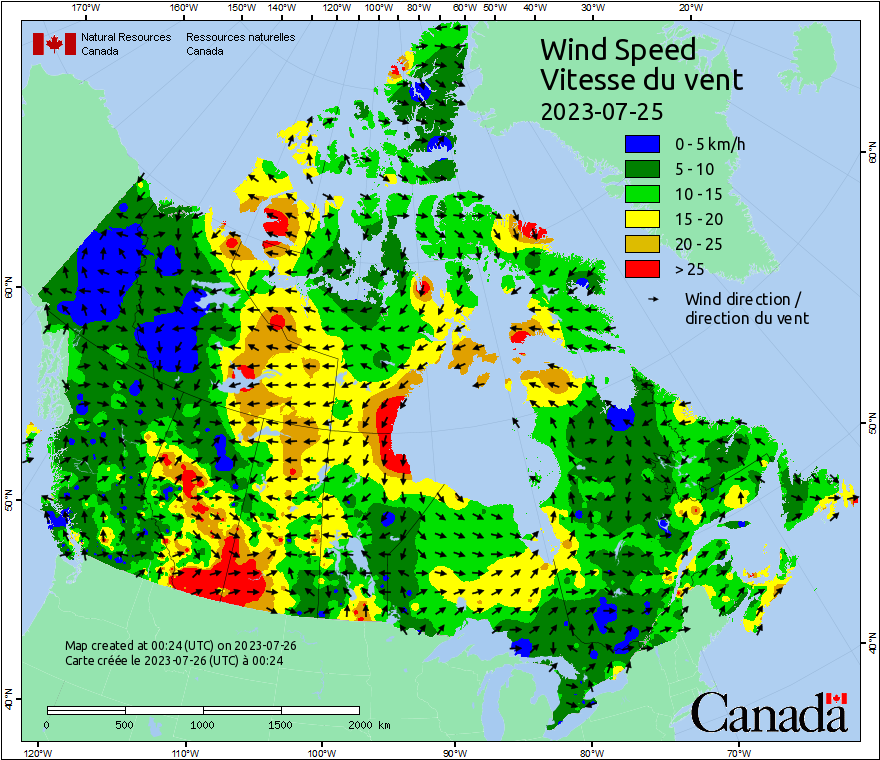 170°W 160°W 150°W 140°W 120°W 100°W 80°W 60°W 50°W 40°W 30°W 20°W
Natural Resources Ressources naturelles
Canada Canada
Wind Speed
Vitesse du vent
2023-07-25
0 - 5 km/h
5 - 10
10 - 15
15 - 20
20 - 25
> 25
Wind direction /
direction du vent
60°N 60°N
50°N 50°N
40°N 40°N
Map created at 00:24 (UTC) on 2023-07-26
Carte créée le 2023-07-26 (UTC) à 00:24
0 500 1000 1500 2000 km
Canada
120°W 110°W 100°W 90°W 80°W 70°W